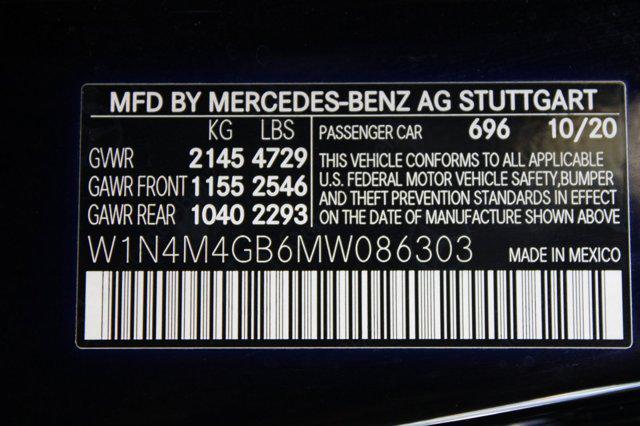 MFD BY MERCEDES-BENZ AG STUTTGART
KG LBS
GVWR 2145 4729
GAWR FRONT 1155 2546
GAWR REAR 1040 2293
PASSENGER CAR 696 10/20
THIS VEHICLE CONFORMS TO ALL APPLICABLE
U.S. FEDERAL MOTOR VEHICLE SAFETY,BUMPER
AND THEFT PREVENTION STANDARDS IN EFFECT
ON THE DATE OF MANUFACTURE SHOWN ABOVE
W1N4M4GB6MW086303 MADE IN MEXICO